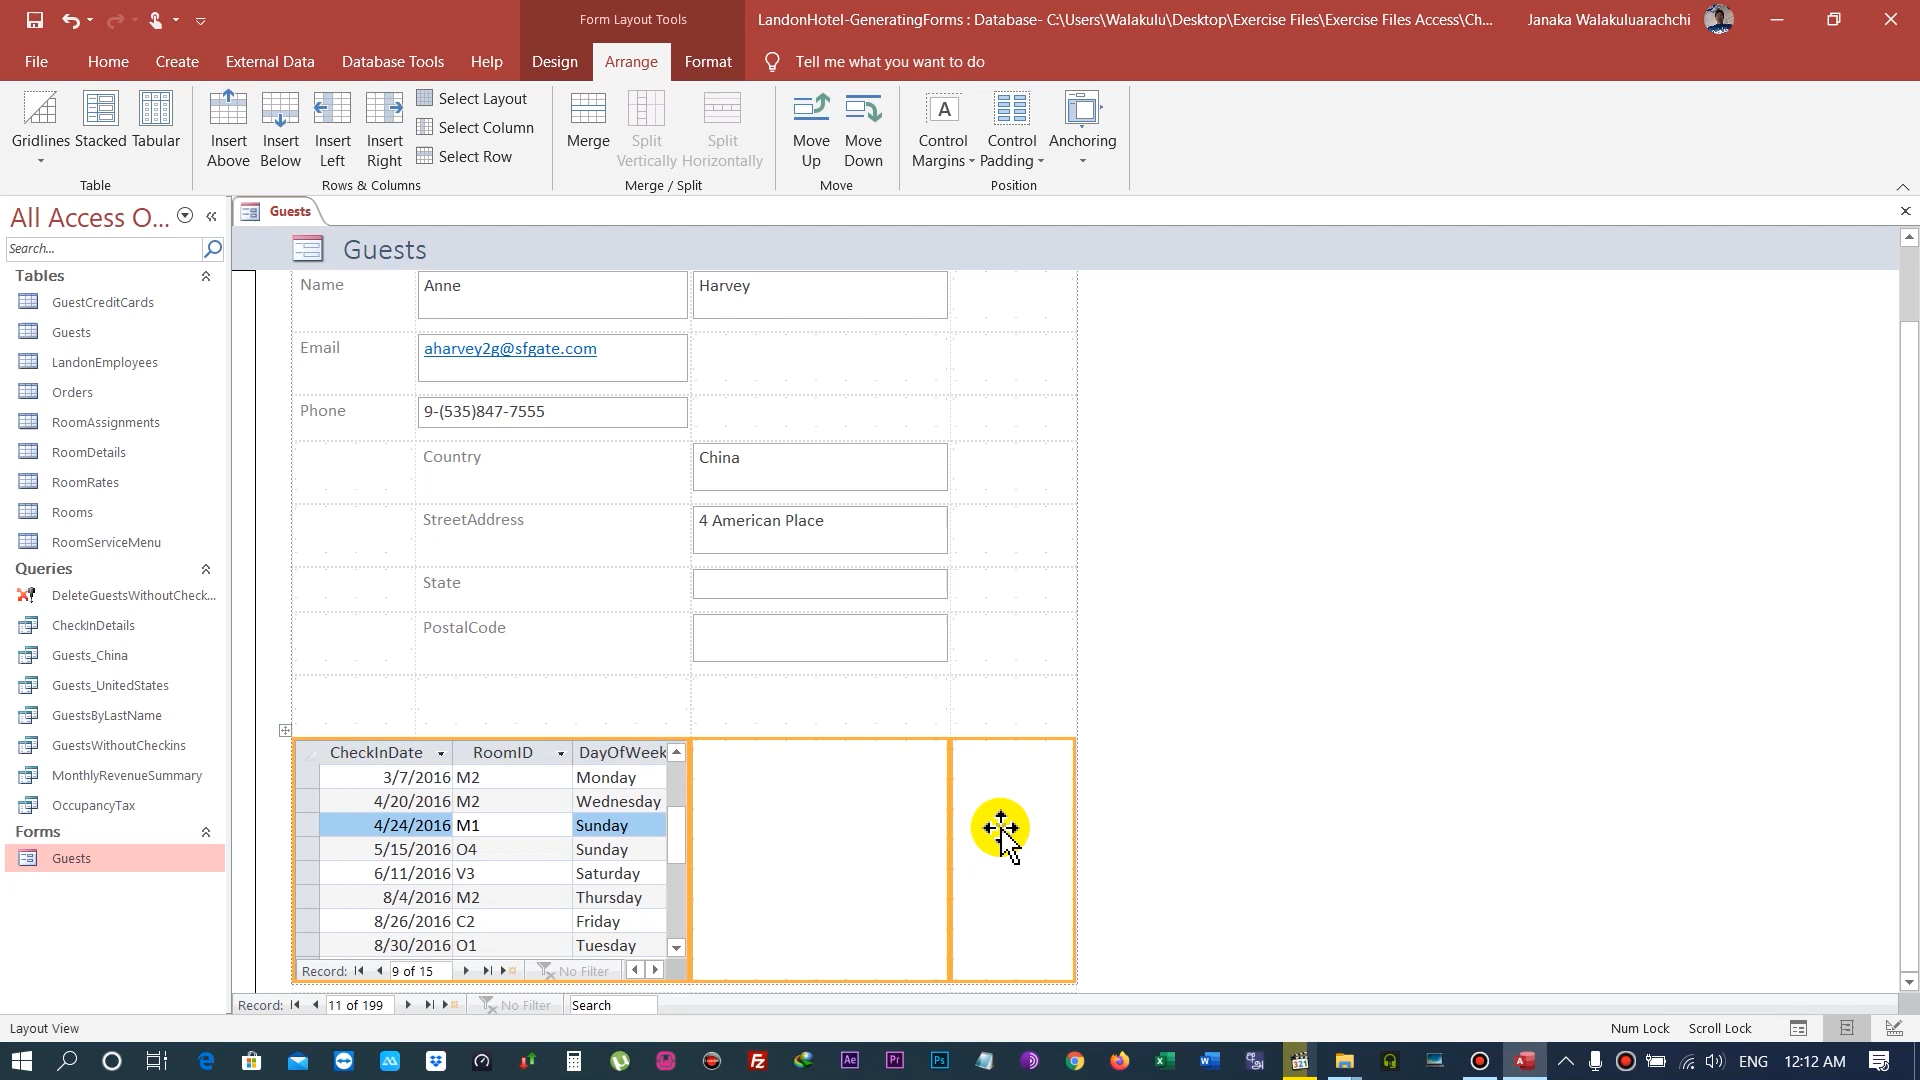 Form Layout Tools
LandonHotel-GeneratingForms : Database- C:\Users\Walakulu\Desktop\Exercise Files\Exercise Files Access\Ch...
Janaka Walakuluarachchi
File Home Create External Data Database Tools Help Design Arrange Format Tell me what you want to do
Gridlines Stacked Tabular
Table
Insert Above
Insert Below
Insert Left
Insert Right
Select Layout
Select Column
Select Row
Rows & Columns
Merge
Split Vertically
Split Horizontally
Merge / Split
Move Up
Move Down
Move
Control Margins
Control Padding
Anchoring
Position
All Access O...
Search...
Tables
GuestCreditCards
Guests
LandonEmployees
Orders
RoomAssignments
RoomDetails
RoomRates
Rooms
RoomServiceMenu
Queries
DeleteGuestsWithoutCheck...
CheckInDetails
Guests_China
Guests_UnitedStates
GuestsByLastName
GuestsWithoutCheckins
MonthlyRevenueSummary
OccupancyTax
Forms
Guests
Guests
Guests
Name Anne Harvey
Email aharvey2g@sfgate.com
Phone 9-(535)847-7555
Country China
StreetAddress 4 American Place
State
PostalCode
CheckInDate RoomID DayOfWeek
3/7/2016 M2 Monday
4/20/2016 M2 Wednesday
4/24/2016 M1 Sunday
5/15/2016 O4 Sunday
6/11/2016 V3 Saturday
8/4/2016 M2 Thursday
8/26/2016 C2 Friday
8/30/2016 O1 Tuesday
Record: 9 of 15 No Filter
Record: 11 of 199 No Filter Search
Layout View Num Lock Scroll Lock
ENG 12:12 AM